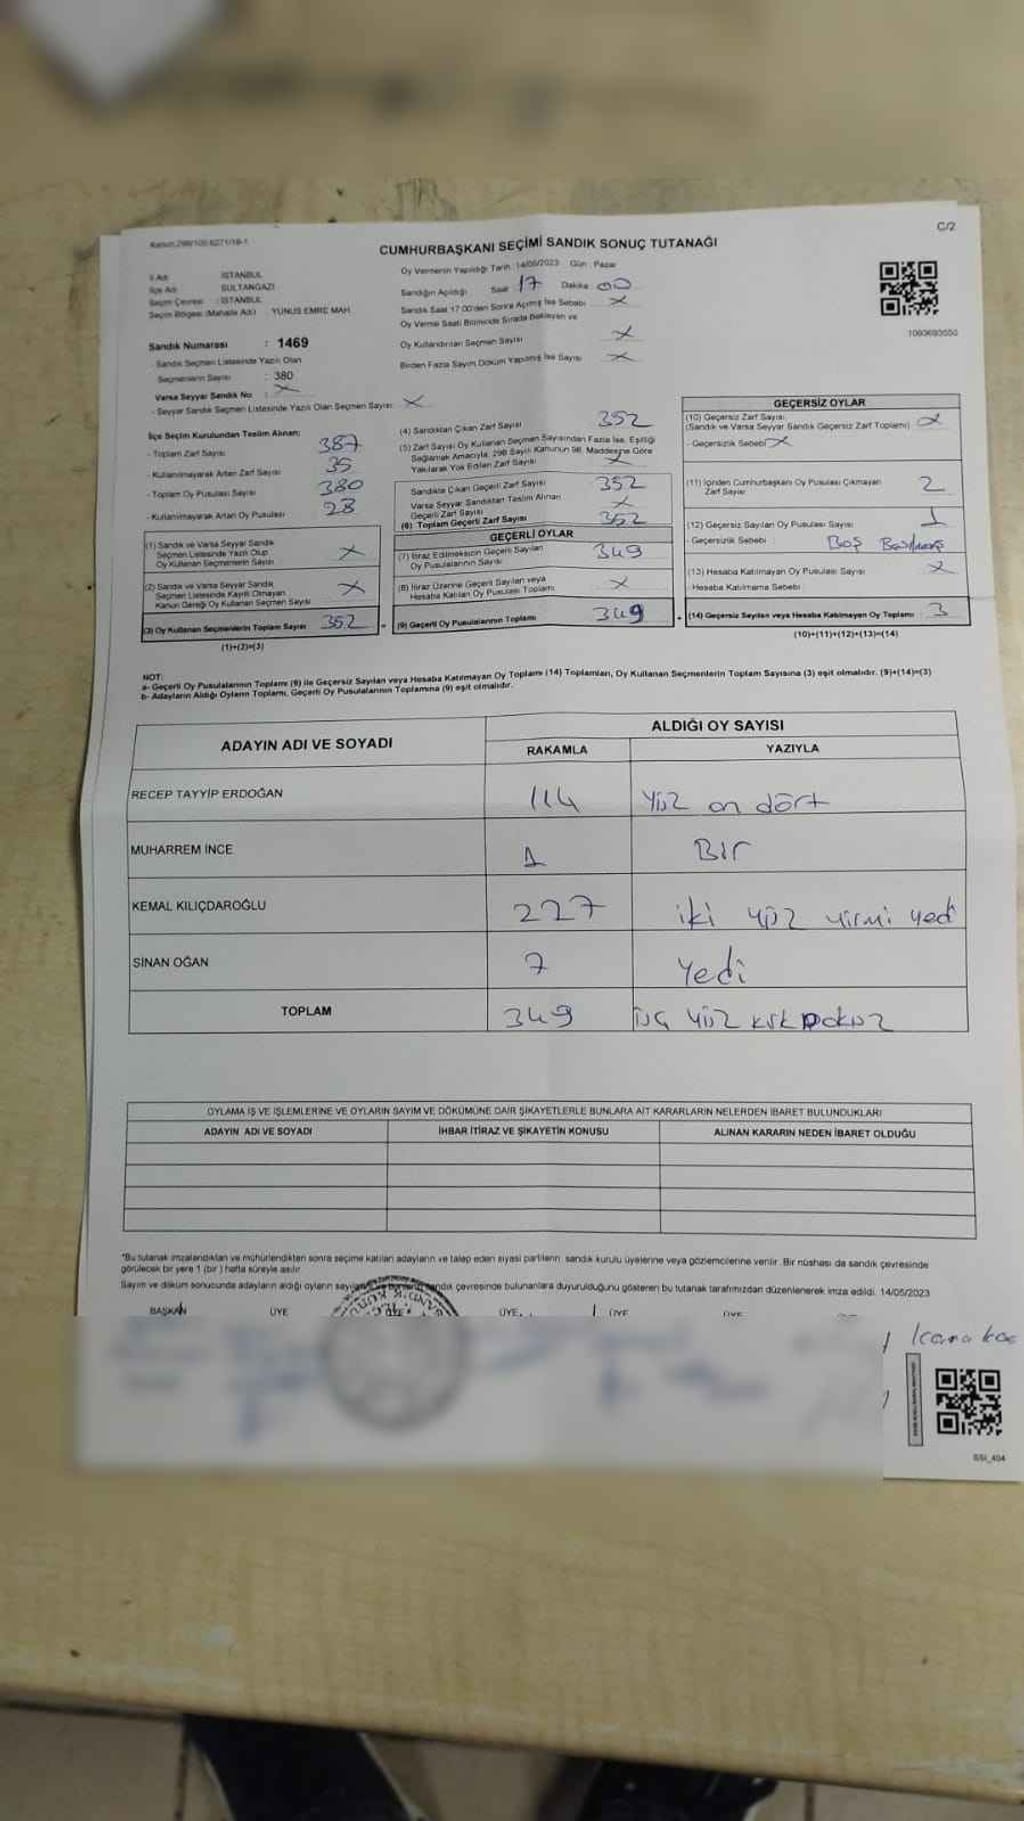 C/2
CUMHURBAŞKANI SEÇİMİ SANDIK SONUÇ TUTANAĞI
İli Adı : İSTANBUL
İlçe Adı : SULTANGAZİ
Seçim Çevresi : İSTANBUL
Seçim Bölgesi (Mahalle Adı) YUNUS EMRE MAH.
Sandık Numarası : 1469
Sandık Seçmen Listesinde Yazılı Olan
Seçmenlerin Sayısı : 380
Varsa Seyyar Sandık No : X
- Seyyar Sandık Seçmen Listesinde Yazılı Olan Seçmen Sayısı: X
Oy Vermenin Yapıldığı Tarih : 14/05/2023 Gün : Pazar
Sandığın Açıldığı Saat : 17 Dakika : 00
Sandık Saat 17:00'den Sonra Açılmış İse Sebebi : X
Oy Verme Saati Bitiminde Sırada Bekleyen ve
Oy Kullandırılan Seçmen Sayısı X
Birden Fazla Sayım Döküm Yapılmış İse Sayısı X
1093693050
İlçe Seçim Kurulundan Teslim Alınan;
- Toplam Zarf Sayısı 387
- Kullanılmayarak Artan Zarf Sayısı 35
- Toplam Oy Pusulası Sayısı 380
- Kullanılmayarak Artan Oy Pusulası 28
(1) Sandık ve Varsa Seyyar Sandık
Seçmen Listesinde Yazılı Olup
Oy Kullanan Seçmenlerin Sayısı X
(2) Sandık ve Varsa Seyyar Sandık
Seçmen Listesinde Kayıtlı Olmayan
Kanun Gereği Oy Kullanan Seçmen Sayısı X
(3) Oy Kullanan Seçmenlerin Toplam Sayısı 352
(1)+(2)=(3)
(4) Sandıktan Çıkan Zarf Sayısı 352
(5) Zarf Sayısı Oy Kullanan Seçmen Sayısından Fazla İse, Eşitliği
Sağlamak Amacıyla, 298 Sayılı Kanunun 98. Maddesine Göre
Yakılarak Yok Edilen Zarf Sayısı X
Sandıkta Çıkan Geçerli Zarf Sayısı 352
Varsa Seyyar Sandıktan Teslim Alınan
Geçerli Zarf Sayısı X
(6) Toplam Geçerli Zarf Sayısı 352
GEÇERLİ OYLAR
(7) İtiraz Edilmeksizin Geçerli Sayılan
Oy Pusulalarının Sayısı 349
(8) İtiraz Üzerine Geçerli Sayılan veya
Hesaba Katılan Oy Pusulası Toplamı X
(9) Geçerli Oy Pusulalarının Toplamı 349
GEÇERSİZ OYLAR
(10) Geçersiz Zarf Sayısı
(Sandık ve Varsa Seyyar Sandık Geçersiz Zarf Toplamı) X
- Geçersizlik Sebebi X
(11) İçinden Cumhurbaşkanı Oy Pusulası Çıkmayan
Zarf Sayısı 2
(12) Geçersiz Sayılan Oy Pusulası Sayısı 1
- Geçersizlik Sebebi : BOŞ
(13) Hesaba Katılmayan Oy Pusulası Sayısı X
Hesaba Katılmama Sebebi :
(14) Geçersiz Sayılan veya Hesaba Katılmayan Oy Toplamı : 3
(10)+(11)+(12)+(13)=(14)
NOT:
a- Geçerli Oy Pusulalarının Toplamı (9) ile Geçersiz Sayılan veya Hesaba Katılmayan Oy Toplamı (14) Toplamları, Oy Kullanan Seçmenlerin Toplam Sayısına (3) eşit olmalıdır. (9)+(14)=(3)
b- Adayların Aldığı Oyların Toplamı, Geçerli Oy Pusulalarının Toplamına (9) eşit olmalıdır.
ADAYIN ADI VE SOYADI ALDIĞI OY SAYISI
RAKAMLA YAZIYLA
RECEP TAYYİP ERDOĞAN 114 yüz on dört
MUHARREM İNCE 1 Bir
KEMAL KILIÇDAROĞLU 227 iki yüz yirmi yedi
SİNAN OĞAN 7 Yedi
TOPLAM 349 üç yüz kırk Dokuz
OYLAMA İŞ VE İŞLEMLERİNE VE OYLARIN SAYIM VE DÖKÜMÜNE DAİR ŞİKAYETLERLE BUNLARA AİT KARARLARIN NELERDEN İBARET BULUNDUKLARI
ADAYIN ADI VE SOYADI İHBAR İTİRAZ VE ŞİKAYETİN KONUSU ALINAN KARARIN NEDEN İBARET OLDUĞU
*Bu tutanak imzalandıktan ve mühürlendikten sonra seçime katılan adayların ve talep eden siyasi partilerin sandık kurulu üyelerine veya gözlemcilerine verilir. Bir nüshası da sandık çevresinde
görülecek bir yere 1 (bir) hafta süreyle asılır.
Sayım ve döküm sonucunda adayların aldığı oyların sandık çevresinde bulunanlara duyurulduğunu gösteren bu tutanak tarafımızdan düzenlenerek imza edildi. 14/05/2023
BAŞKAN ÜYE ÜYE ÜYE ÜYE ÜYE
SSI_404